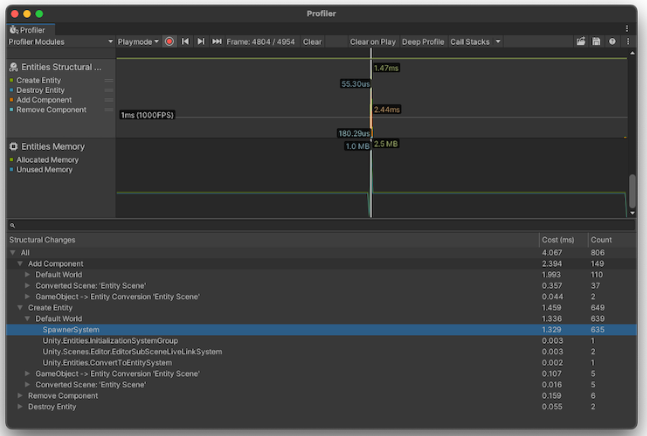 Profiler
Profiler
Profiler Modules Playmode Frame: 4804 / 4954 Clear Clear on Play Deep Profile Call Stacks
Entities Structural ...
Create Entity
Destroy Entity
Add Component
Remove Component
1.47ms
55.30us
2.44ms
1ms (1000FPS)
180.29us
Entities Memory
Allocated Memory
Unused Memory
1.0 MB 2.5 MB
Structural Changes Cost (ms) Count
All 4.067 806
Add Component 2.394 149
Default World 1.993 110
Converted Scene: 'Entity Scene' 0.357 37
GameObject -> Entity Conversion 'Entity Scene' 0.044 2
Create Entity 1.459 649
Default World 1.336 639
SpawnerSystem 1.329 635
Unity.Entities.InitializationSystemGroup 0.003 1
Unity.Scenes.Editor.EditorSubSceneLiveLinkSystem 0.003 2
Unity.Entities.ConvertToEntitySystem 0.002 1
GameObject -> Entity Conversion 'Entity Scene' 0.107 5
Converted Scene: 'Entity Scene' 0.016 5
Remove Component 0.159 6
Destroy Entity 0.055 2